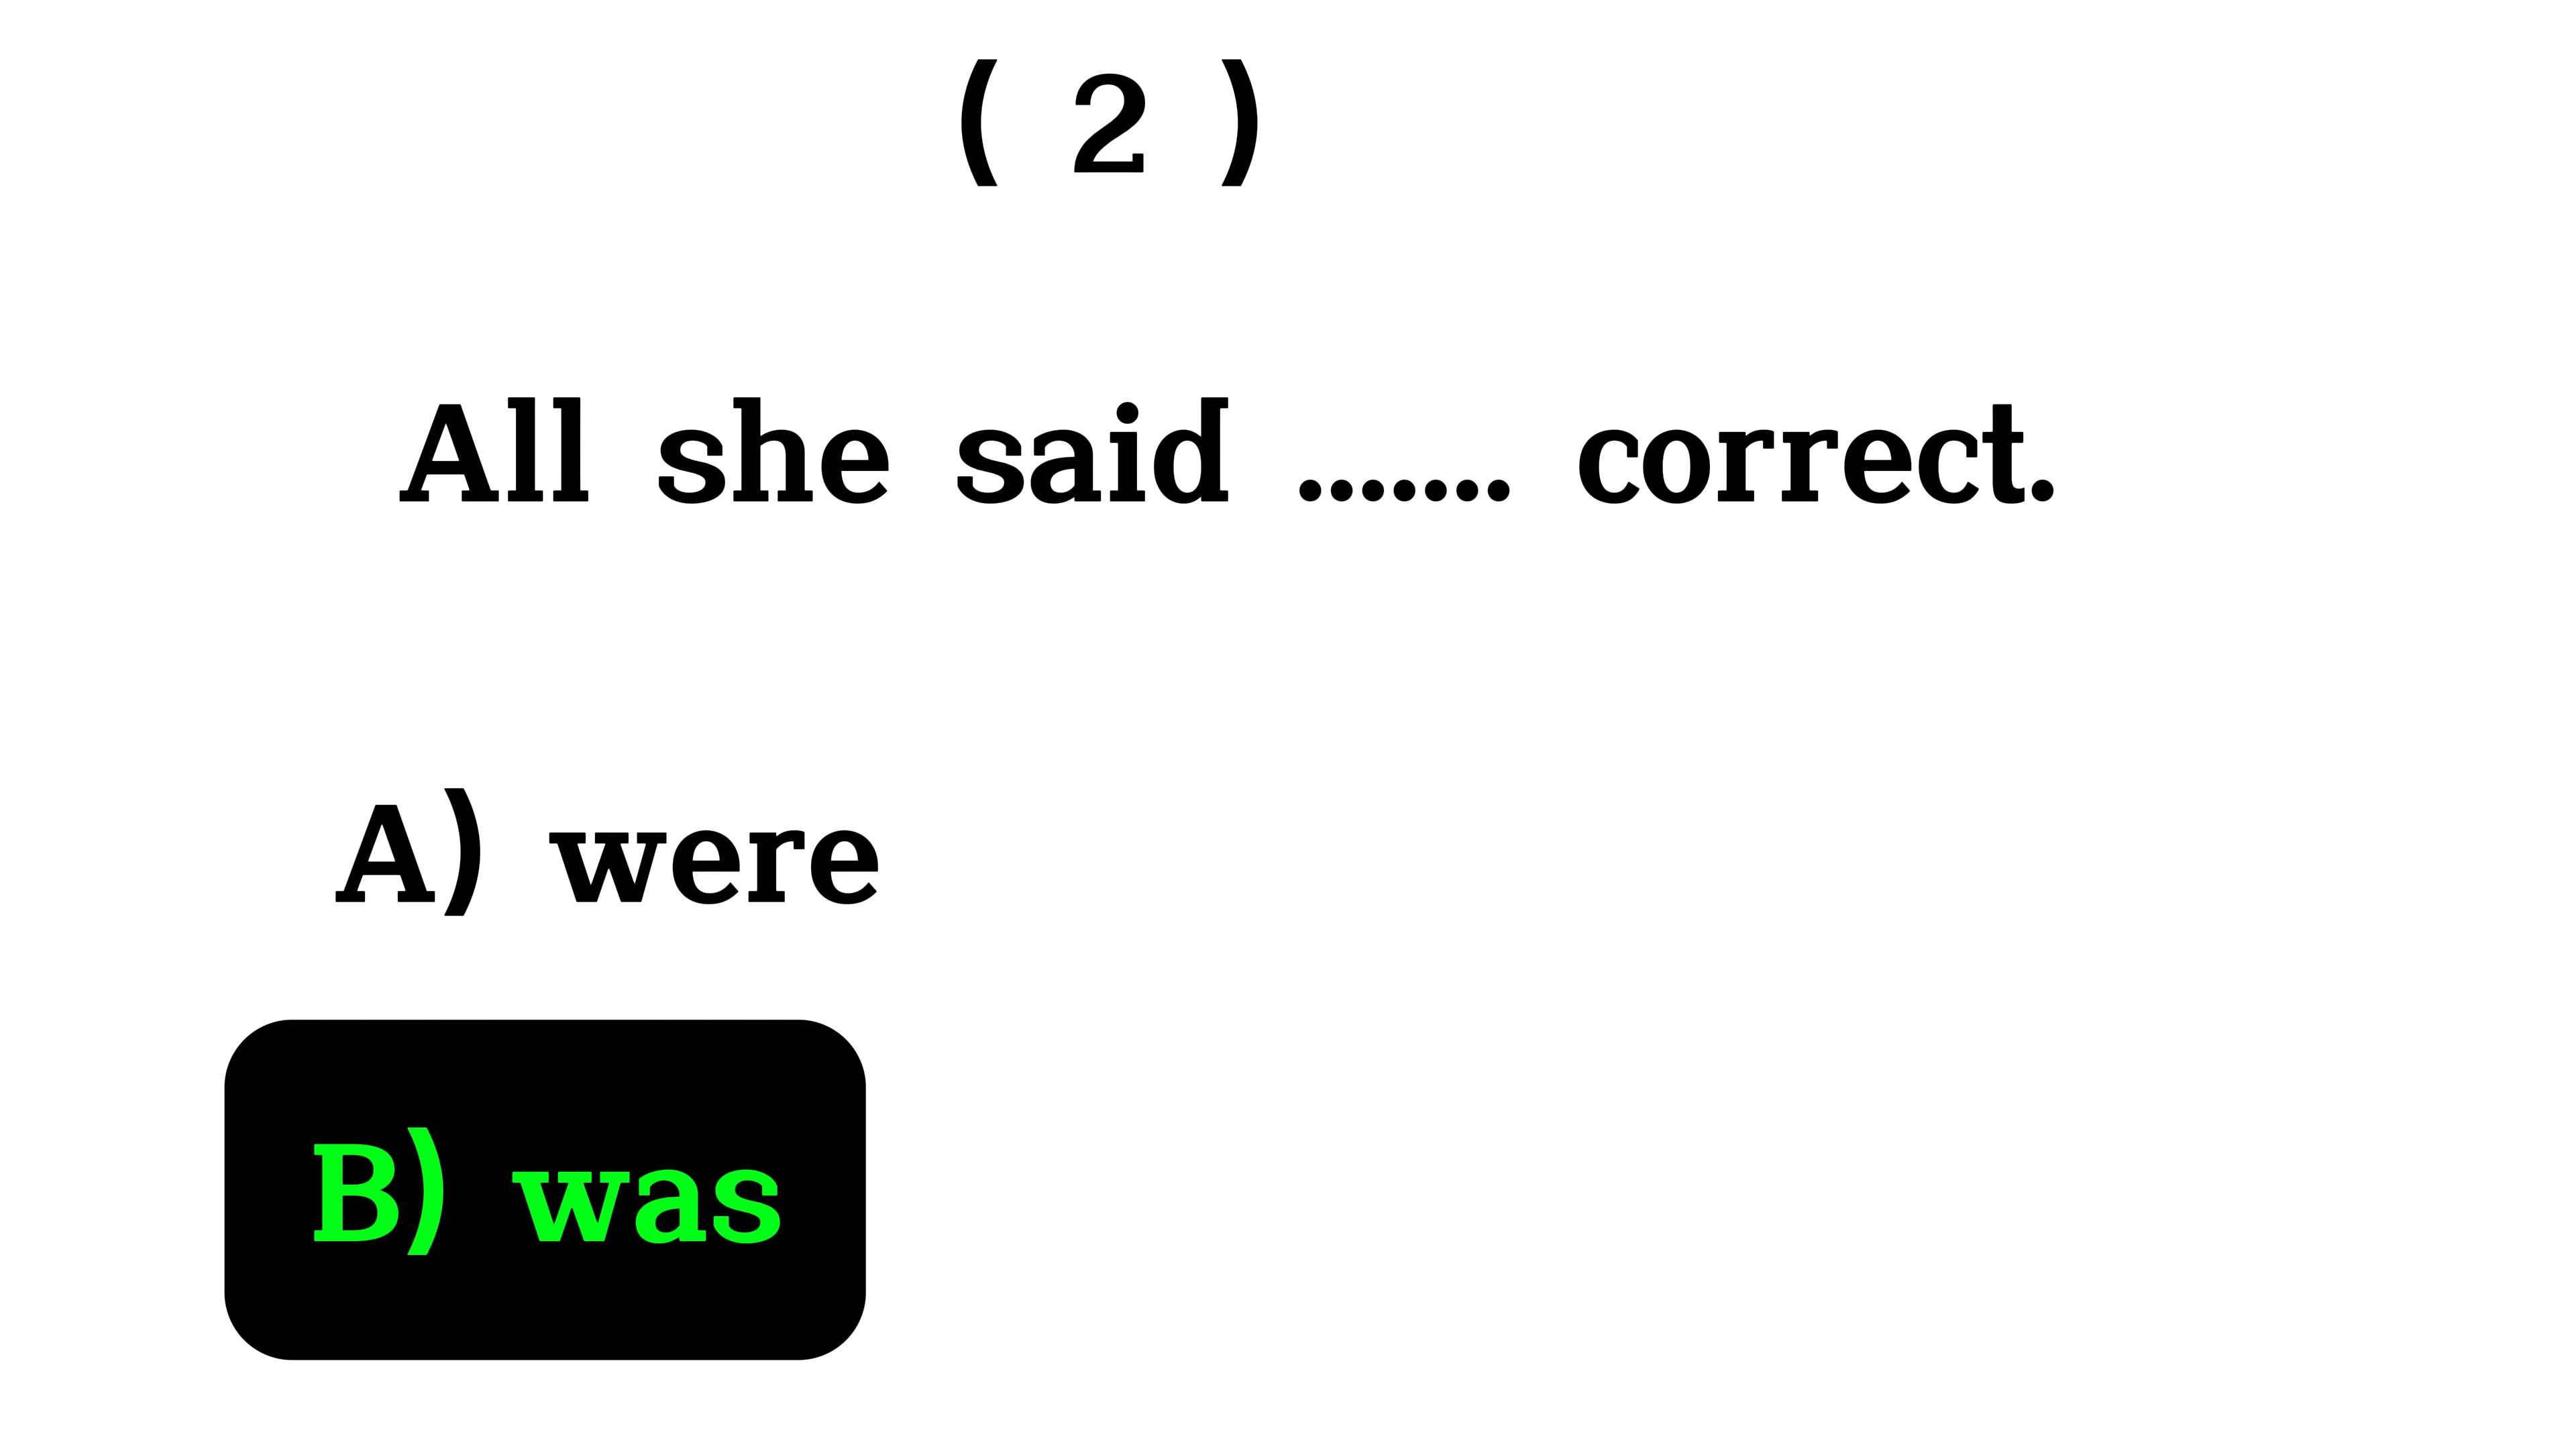 ( 2 )
All she said ....... correct.
A) were
B) was